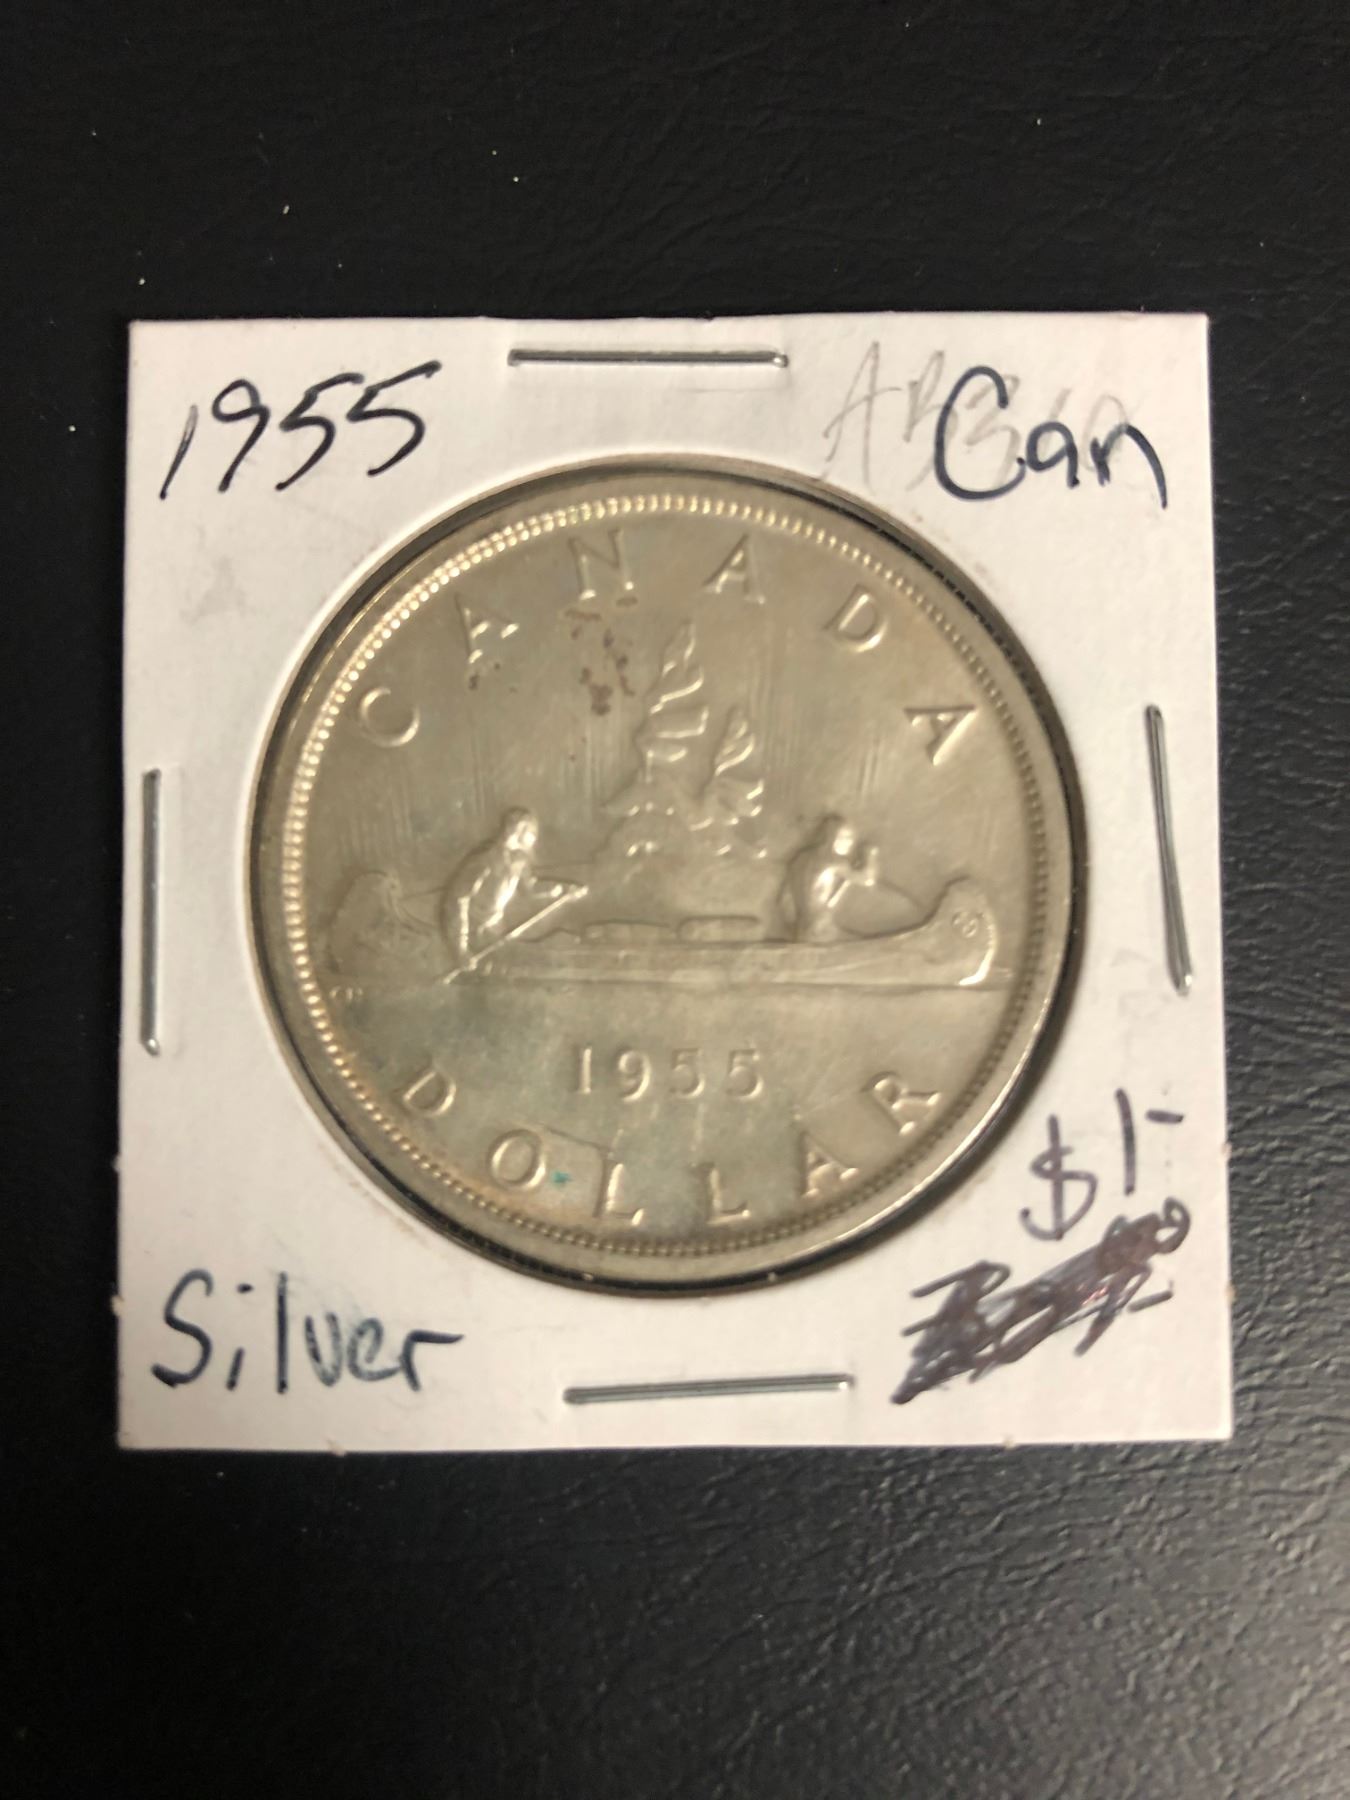 1955 Can
CANADA
1955
DOLLAR
$1-
Silver